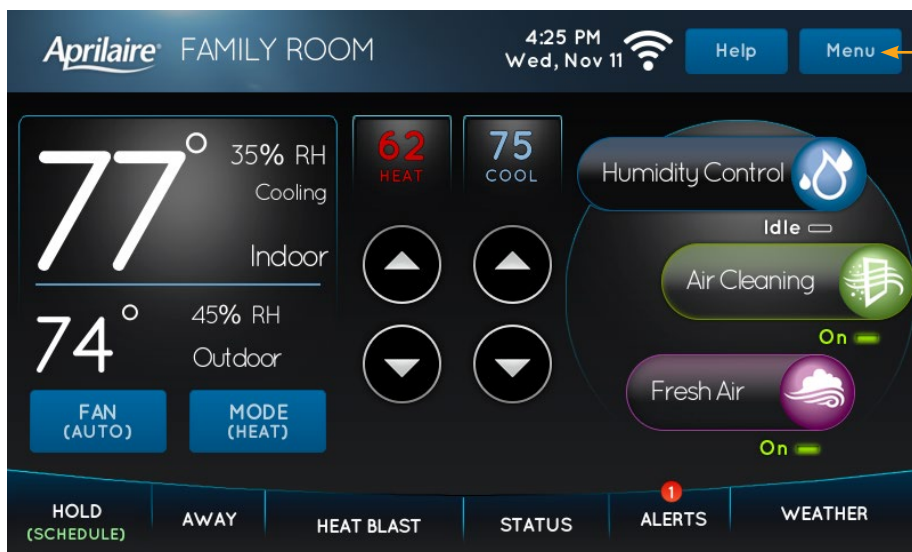 Aprilaire® FAMILY ROOM
4:25 PM
Wed, Nov 11
Help
Menu
77°
35% RH
Cooling
Indoor
74°
45% RH
Outdoor
FAN
(AUTO)
MODE
(HEAT)
62
HEAT
75
COOL
Humidity Control
Idle
Air Cleaning
On
Fresh Air
On
HOLD
(SCHEDULE)
AWAY
HEAT BLAST
STATUS
1
ALERTS
WEATHER